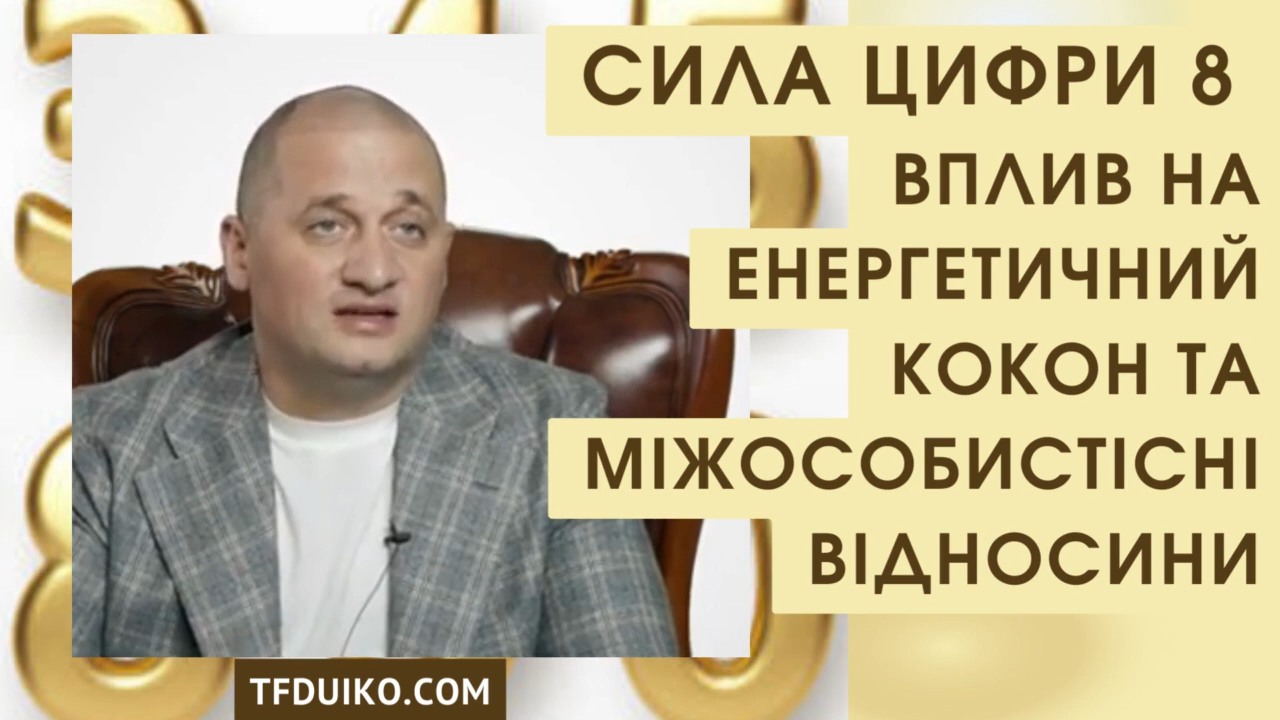 СИЛА ЦИФРИ 8
ВПЛИВ НА
ЕНЕРГЕТИЧНИЙ
КОКОН ТА
МІЖОСОБИСТІСНІ
ВІДНОСИНИ
TFDUIKO.COM